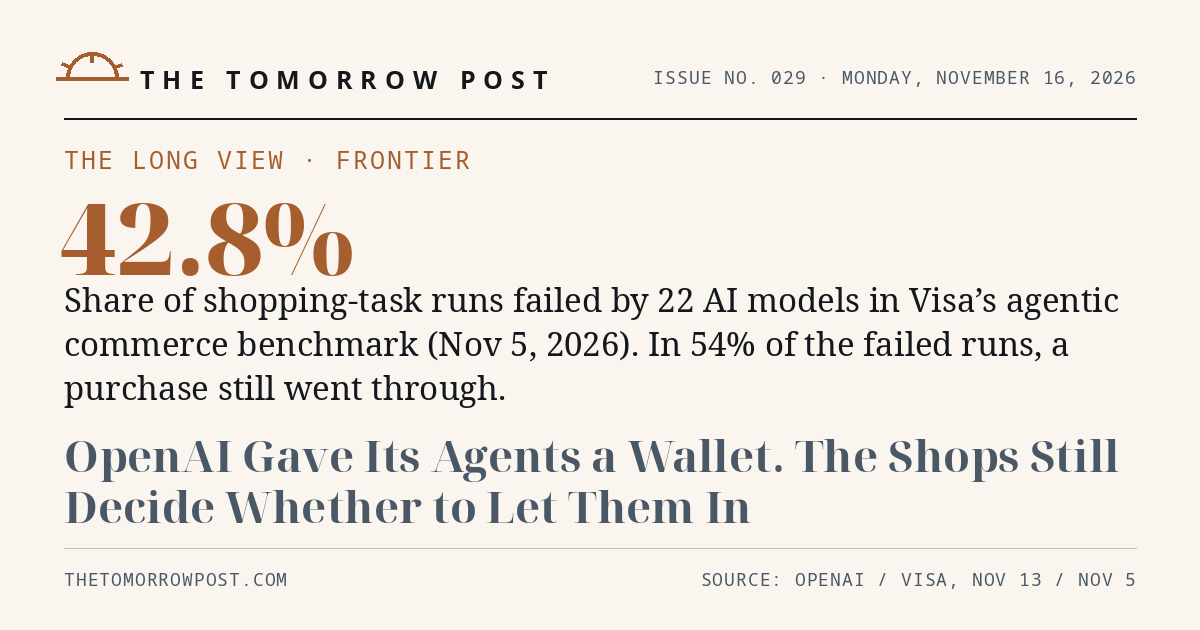 THE TOMORROW POST
ISSUE NO. 029 · MONDAY, NOVEMBER 16, 2026
THE LONG VIEW · FRONTIER
42.8%
Share of shopping-task runs failed by 22 AI models in Visa’s agentic
commerce benchmark (Nov 5, 2026). In 54% of the failed runs, a
purchase still went through.
OpenAI Gave Its Agents a Wallet. The Shops Still
Decide Whether to Let Them In
THETOMORROWPOST.COM
SOURCE: OPENAI / VISA, NOV 13 / NOV 5